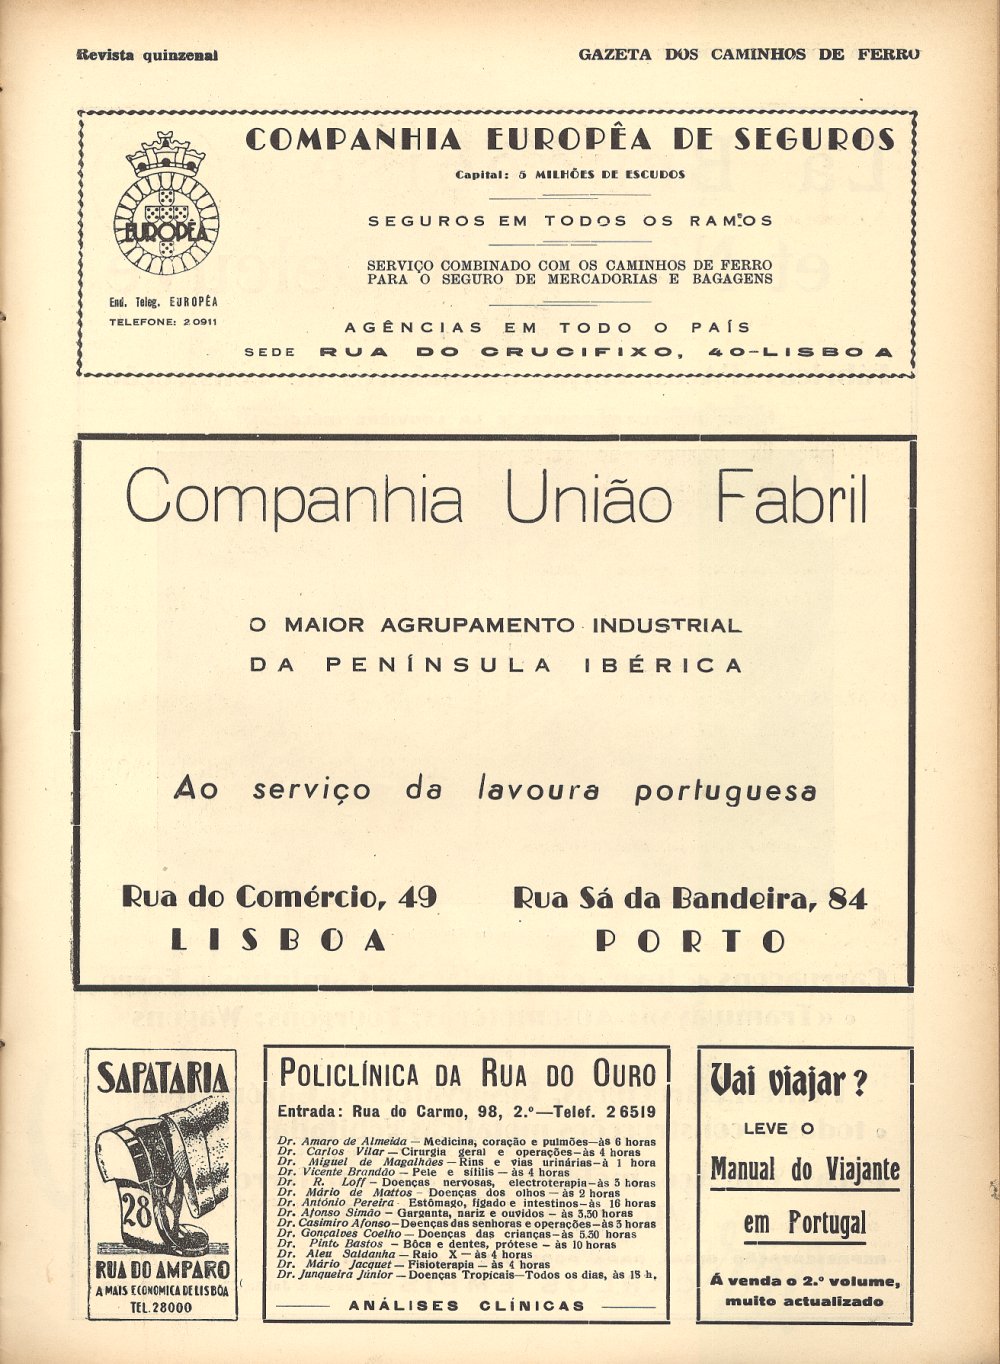 Revista quinzenal
GAZETA DOS CAMINHOS DE FERRO
COMPANHIA EUROPÊA DE SEGUROS
Capital: 5 MILHÕES DE ESCUDOS
SEGUROS EM TODOS OS RAMOS
SERVIÇO COMBINADO COM OS CAMINHOS DE FERRO
PARA O SEGURO DE MERCADORIAS E BAGAGENS
AGÊNCIAS EM TODO O PAÍS
SEDE RUA DO CRUCIFIXO, 40-LISBOA
EUROPÊA
End. Teleg. EUROPÊA
TELEFONE: 20911
Companhia União Fabril
O MAIOR AGRUPAMENTO INDUSTRIAL
DA PENÍNSULA IBÉRICA
Ao serviço da lavoura portuguesa
Rua do Comércio, 49
LISBOA
Rua Sá da Bandeira, 84
PORTO
SAPATARIA
28
RUA DO AMPARO
A MAIS ECONOMICA DE LISBOA
TEL. 28000
POLICLÍNICA DA RUA DO OURO
Entrada: Rua do Carmo, 98, 2.º—Telef. 26519
Dr. Amaro de Almeida — Medicina, coração e pulmões—às 6 horas
Dr. Carlos Vilar — Cirurgia geral e operações—às 4 horas
Dr. Miguel de Magalhães — Rins e vias urinárias—à 1 hora
Dr. Vicente Brandão — Pele e sífilis — às 4 horas
Dr. R. Loff — Doenças nervosas, electroterapia—às 5 horas
Dr. Mário de Mattos — Doenças dos olhos — às 2 horas
Dr. António Pereira — Estômago, fígado e intestinos—às 16 horas
Dr. Afonso Simão — Garganta, nariz e ouvidos — às 3,30 horas
Dr. Casimiro Afonso—Doenças das senhoras e operações—às 3 horas
Dr. Gonçalves Coelho — Doenças das crianças—às 5,30 horas
Dr. Pinto Bastos — Bôca e dentes, prótese — às 10 horas
Dr. Aleu Saldanha — Raio X — às 4 horas
Dr. Mário Jacquet — Fisioterapia — às 4 horas
Dr. Junqueira Júnior — Doenças Tropicais—Todos os dias, às 15 h.
ANÁLISES CLÍNICAS
Vai viajar?
LEVE O
Manual do Viajante
em Portugal
Á venda o 2.º volume,
muito actualizado